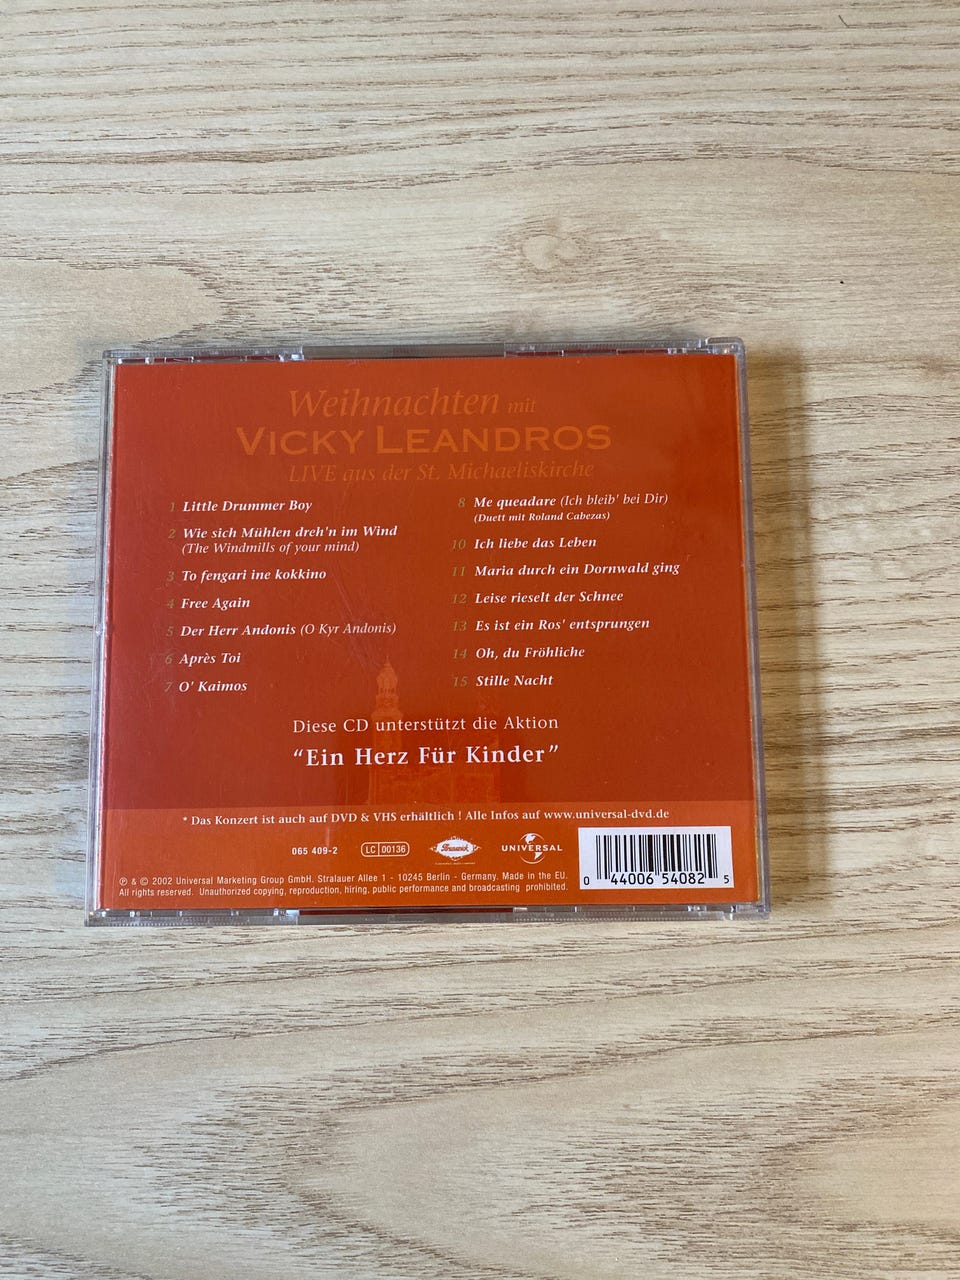 Weihnachten mit
VICKY LEANDROS
LIVE aus der St. Michaeliskirche
1 Little Drummer Boy
2 Wie sich Mühlen dreh'n im Wind
(The Windmills of your mind)
3 To fengari ine kokkino
4 Free Again
5 Der Herr Andonis (O Kyr Andonis)
6 Après Toi
7 O' Kaimos
8 Me queadare (Ich bleib' bei Dir)
(Duett mit Roland Cabezas)
10 Ich liebe das Leben
11 Maria durch ein Dornwald ging
12 Leise rieselt der Schnee
13 Es ist ein Ros' entsprungen
14 Oh, du Fröhliche
15 Stille Nacht
Diese CD unterstützt die Aktion
“Ein Herz Für Kinder”
* Das Konzert ist auch auf DVD & VHS erhältlich ! Alle Infos auf www.universal-dvd.de
065 409-2
LC 00136
Brunswick
UNIVERSAL
0 44006 54082 5
℗ & © 2002 Universal Marketing Group GmbH. Stralauer Allee 1 - 10245 Berlin - Germany. Made in the EU.
All rights reserved. Unauthorized copying, reproduction, hiring, public performance and broadcasting prohibited.